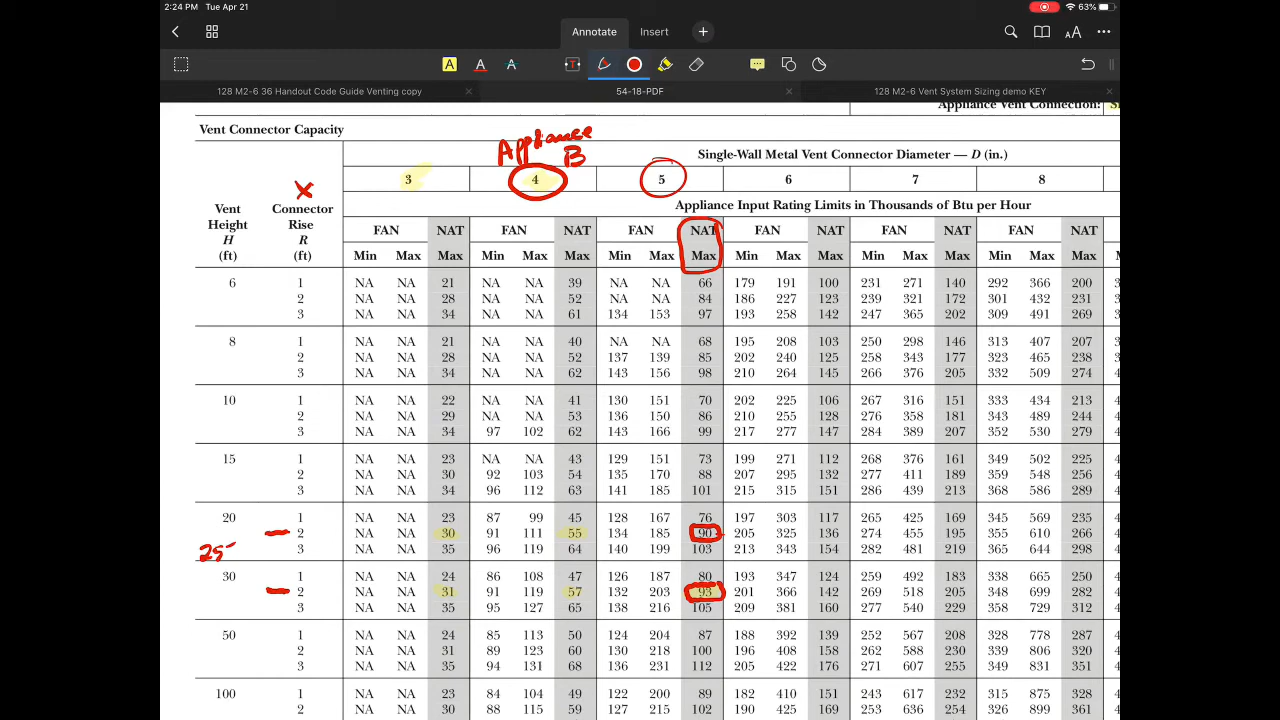 2:24 PM Tue Apr 21
63%
Annotate Insert
128 M2-6 36 Handout Code Guide Venting copy
54-18-PDF
128 M2-6 Vent System Sizing demo KEY
Appliance Vent Connection:
Vent Connector Capacity
Appliance
B
Single-Wall Metal Vent Connector Diameter — D (in.)
3 4 5 6 7 8
X
Vent Height H (ft)
Connector Rise R (ft)
Appliance Input Rating Limits in Thousands of Btu per Hour
FAN NAT FAN NAT FAN NAT FAN NAT FAN NAT FAN NAT
Min Max Max Min Max Max Min Max Max Min Max Max Min Max Max Min Max Max
6 1 NA NA 21 NA NA 39 NA NA 66 179 191 100 231 271 140 292 366 200
2 NA NA 28 NA NA 52 NA NA 84 186 227 123 239 321 172 301 432 231
3 NA NA 34 NA NA 61 134 153 97 193 258 142 247 365 202 309 491 269
8 1 NA NA 21 NA NA 40 NA NA 68 195 208 103 250 298 146 313 407 207
2 NA NA 28 NA NA 52 137 139 85 202 240 125 258 343 177 323 465 238
3 NA NA 34 NA NA 62 143 156 98 210 264 145 266 376 205 332 509 274
10 1 NA NA 22 NA NA 41 130 151 70 202 225 106 267 316 151 333 434 213
2 NA NA 29 NA NA 53 136 150 86 210 255 128 276 358 181 343 489 244
3 NA NA 34 97 102 62 143 166 99 217 277 147 284 389 207 352 530 279
15 1 NA NA 23 NA NA 43 129 151 73 199 271 112 268 376 161 349 502 225
2 NA NA 30 92 103 54 135 170 88 207 295 132 277 411 189 359 548 256
3 NA NA 34 96 112 63 141 185 101 215 315 151 286 439 213 368 586 289
20 1 NA NA 23 87 99 45 128 167 76 197 303 117 265 425 169 345 569 235
2 NA NA 30 91 111 55 134 185 90 205 325 136 274 455 195 355 610 266
3 NA NA 35 96 119 64 140 199 103 213 343 154 282 481 219 365 644 298
25
30 1 NA NA 24 86 108 47 126 187 80 193 347 124 259 492 183 338 665 250
2 NA NA 31 91 119 57 132 203 93 201 366 142 269 518 205 348 699 282
3 NA NA 35 95 127 65 138 216 105 209 381 160 277 540 229 358 729 312
50 1 NA NA 24 85 113 50 124 204 87 188 392 139 252 567 208 328 778 287
2 NA NA 31 89 123 60 130 218 100 196 408 158 262 588 230 339 806 320
3 NA NA 35 94 131 68 136 231 112 205 422 176 271 607 255 349 831 351
100 1 NA NA 23 84 104 49 122 200 89 182 410 151 243 617 232 315 875 328
2 NA NA 30 88 115 59 127 215 102 190 425 169 253 636 254 326 899 361